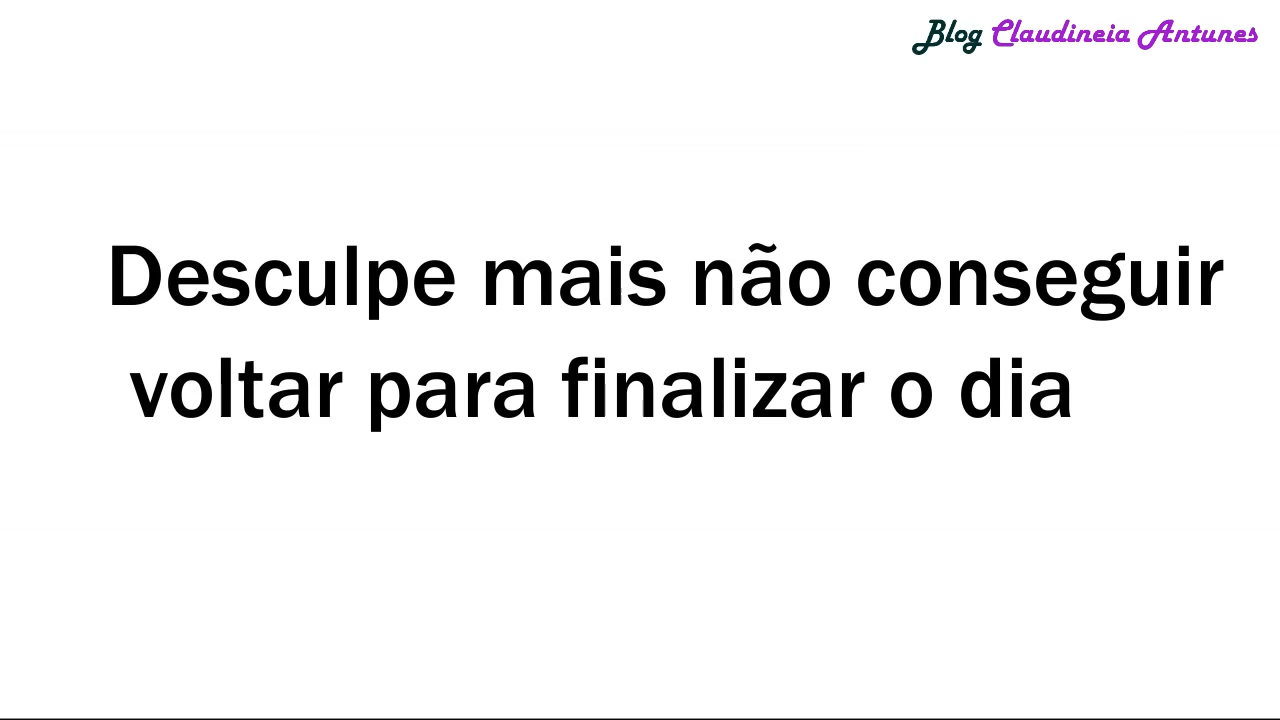 Blog Claudineia Antunes
Desculpe mais não conseguir
voltar para finalizar o dia